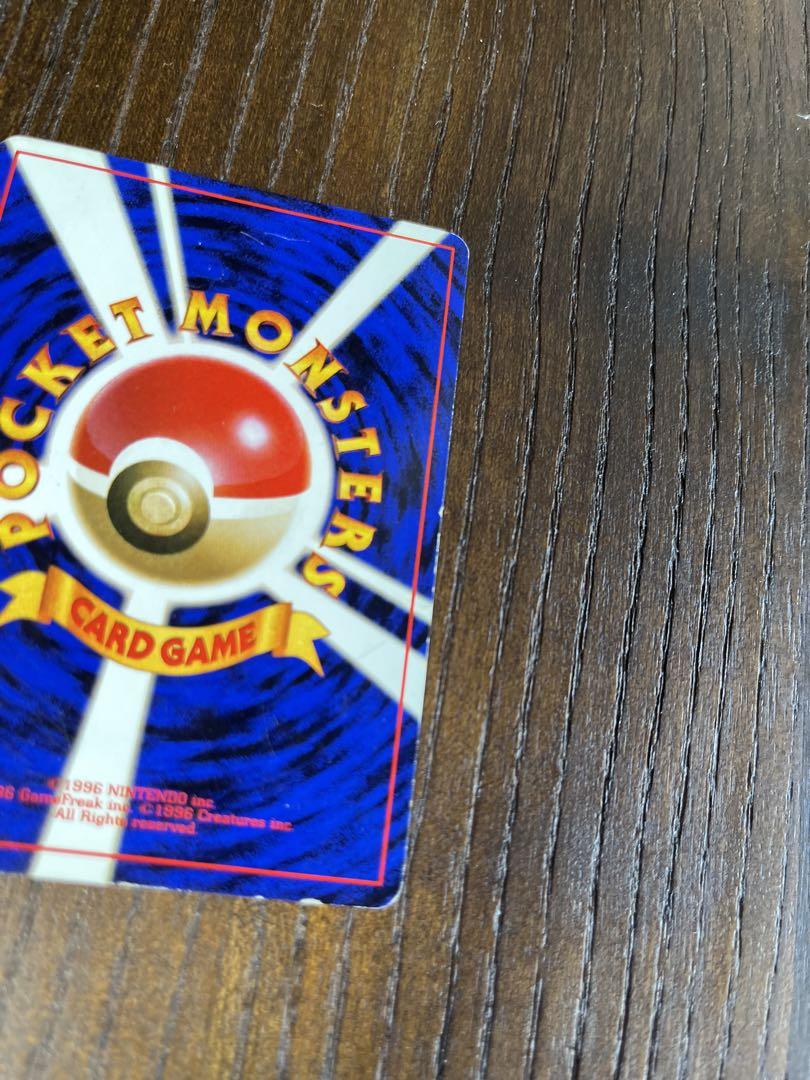 POCKET MONSTERS
CARD GAME
©1996 NINTENDO inc.
96 GameFreak inc. ©1996 Creatures inc.
All Rights reserved.